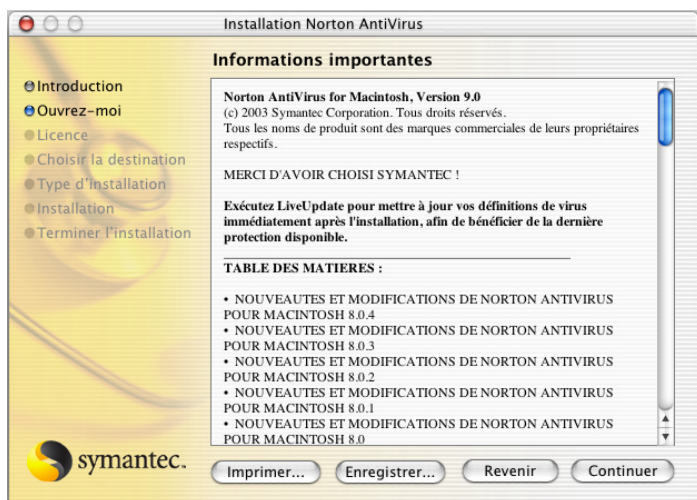 Installation Norton AntiVirus
Informations importantes
Introduction
Ouvrez-moi
Licence
Choisir la destination
Type d'installation
Installation
Terminer l'installation
Norton AntiVirus for Macintosh, Version 9.0
(c) 2003 Symantec Corporation. Tous droits réservés.
Tous les noms de produit sont des marques commerciales de leurs propriétaires
respectifs.
MERCI D'AVOIR CHOISI SYMANTEC !
Exécutez LiveUpdate pour mettre à jour vos définitions de virus
immédiatement après l'installation, afin de bénéficier de la dernière
protection disponible.
TABLE DES MATIERES :
• NOUVEAUTES ET MODIFICATIONS DE NORTON ANTIVIRUS
POUR MACINTOSH 8.0.4
• NOUVEAUTES ET MODIFICATIONS DE NORTON ANTIVIRUS
POUR MACINTOSH 8.0.3
• NOUVEAUTES ET MODIFICATIONS DE NORTON ANTIVIRUS
POUR MACINTOSH 8.0.2
• NOUVEAUTES ET MODIFICATIONS DE NORTON ANTIVIRUS
POUR MACINTOSH 8.0.1
• NOUVEAUTES ET MODIFICATIONS DE NORTON ANTIVIRUS
POUR MACINTOSH 8.0
symantec.
Imprimer...
Enregistrer...
Revenir
Continuer